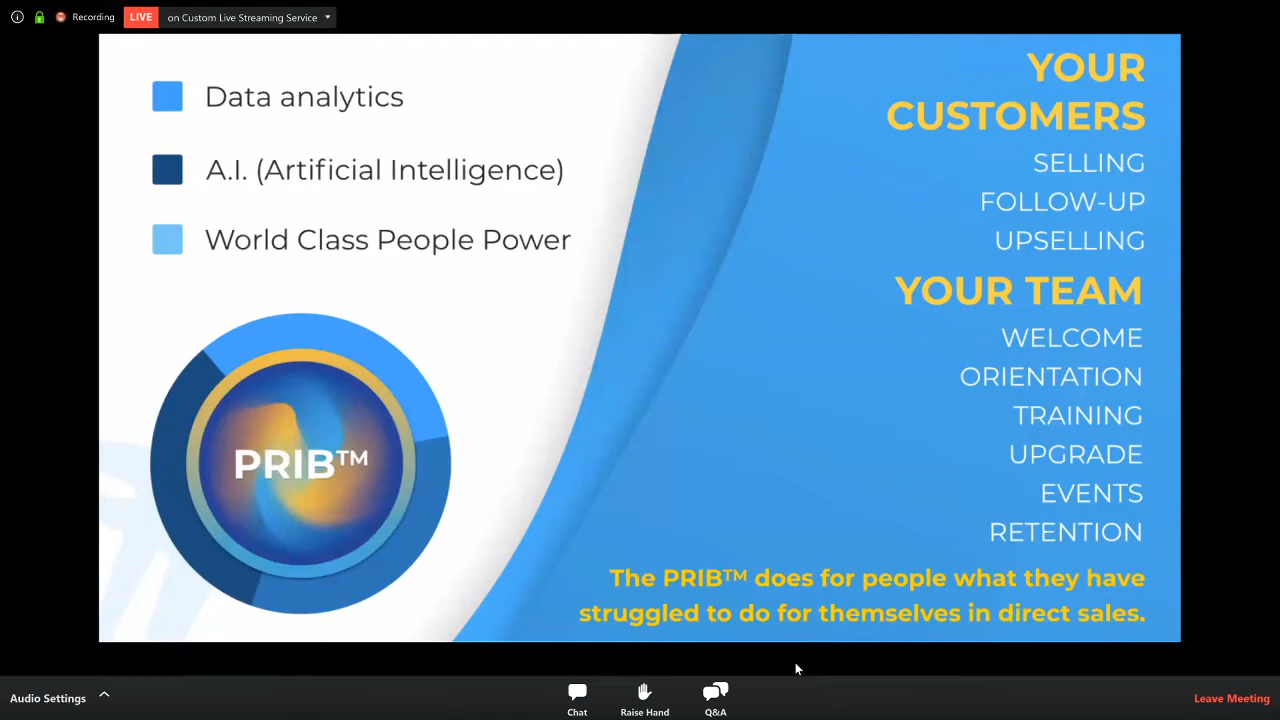 Recording
LIVE
on Custom Live Streaming Service
Data analytics
A.I. (Artificial Intelligence)
World Class People Power
PRIB™
YOUR
CUSTOMERS
SELLING
FOLLOW-UP
UPSELLING
YOUR TEAM
WELCOME
ORIENTATION
TRAINING
UPGRADE
EVENTS
RETENTION
The PRIB™ does for people what they have
struggled to do for themselves in direct sales.
Audio Settings
Chat
Raise Hand
Q&A
Leave Meeting